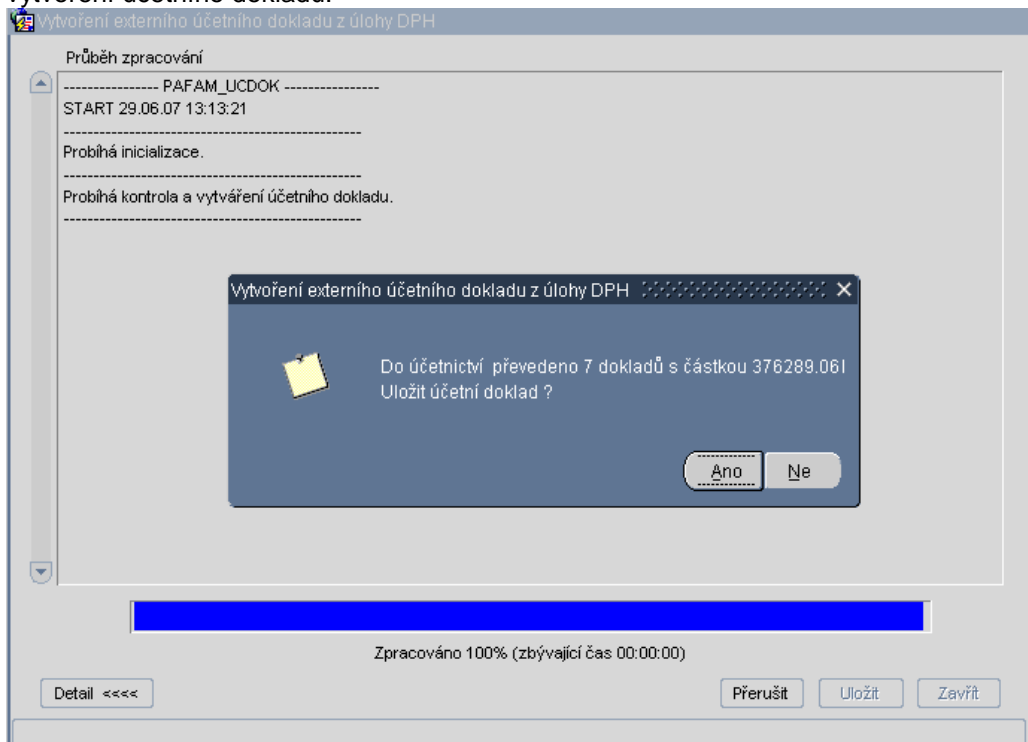 vytvoření účetního dokladu.
Vytvoření externího účetního dokladu z úlohy DPH
Průběh zpracování
---------------- PAFAM_UCDOK ----------------
START 29.06.07 13:13:21
--------------------------------------------------
Probíhá inicializace.
--------------------------------------------------
Probíhá kontrola a vytváření účetního dokladu.
--------------------------------------------------
Vytvoření externího účetního dokladu z úlohy DPH
Do účetnictví převedeno 7 dokladů s částkou 376289.06
Uložit účetní doklad ?
Ano Ne
Zpracováno 100% (zbývající čas 00:00:00)
Detail <<<< Přerušit Uložit Zavřít